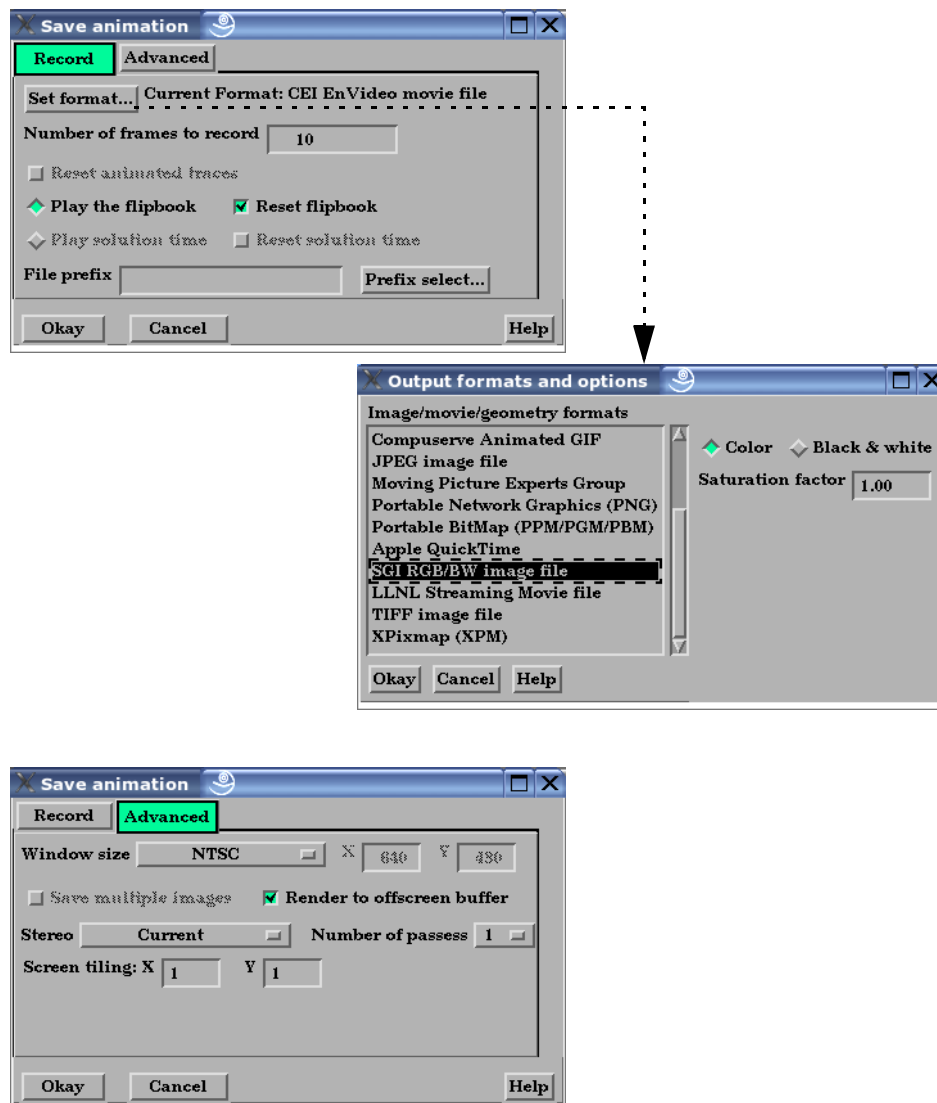 Save animation
Record Advanced
Set format... Current Format: CEI EnVideo movie file
Number of frames to record 10
Reset animated traces
Play the flipbook Reset flipbook
Play solution time Reset solution time
File prefix Prefix select...
Okay Cancel Help
Output formats and options
Image/movie/geometry formats
Compuserve Animated GIF
JPEG image file
Color Black & white
Moving Picture Experts Group
Saturation factor 1.00
Portable Network Graphics (PNG)
Portable BitMap (PPM/PGM/PBM)
Apple QuickTime
SGI RGB/BW image file
LLNL Streaming Movie file
TIFF image file
XPixmap (XPM)
Okay Cancel Help
Save animation
Record Advanced
Window size NTSC X 640 Y 480
Save multiple images Render to offscreen buffer
Stereo Current Number of passess 1
Screen tiling: X 1 Y 1
Okay Cancel Help